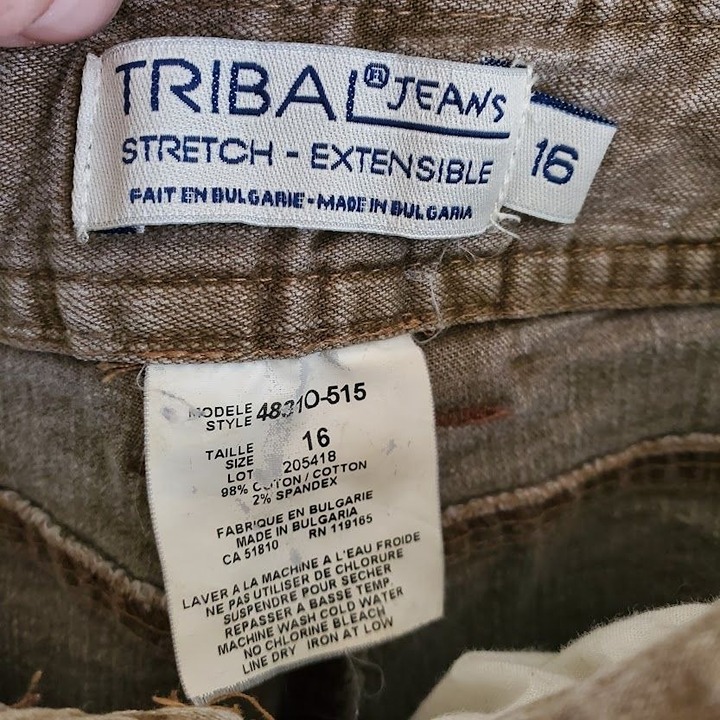 TRIBAL® JEANS
STRETCH - EXTENSIBLE
FAIT EN BULGARIE - MADE IN BULGARIA
16
MODELE
STYLE 48310-515
TAILLE
SIZE 16
LOT 205418
98% COTON / COTTON
2% SPANDEX
FABRIQUE EN BULGARIE
MADE IN BULGARIA
CA 51810 RN 119165
LAVER A LA MACHINE A L'EAU FROIDE
NE PAS UTILISER DE CHLORURE
SUSPENDRE POUR SECHER
REPASSER A BASSE TEMP.
MACHINE WASH COLD WATER
NO CHLORINE BLEACH
LINE DRY IRON AT LOW